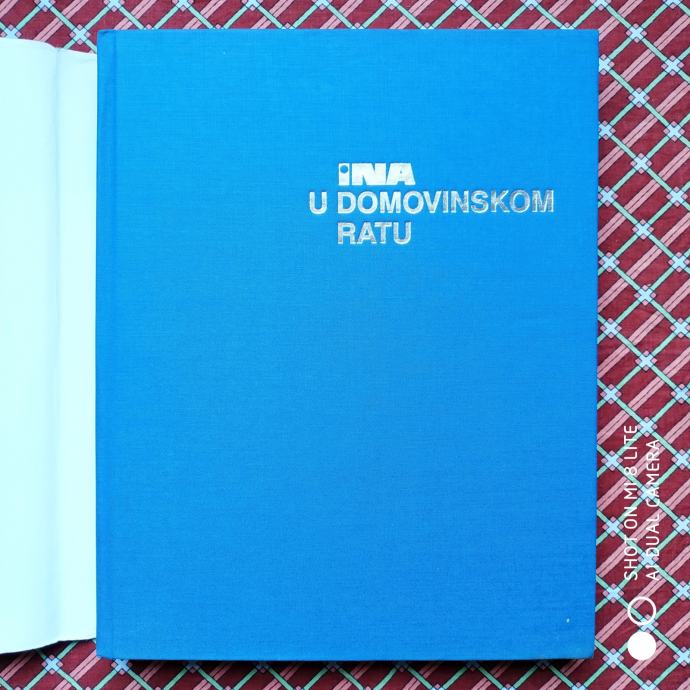 iNA
U DOMOVINSKOM
RATU
SHOT ON MI 8 LITE
AI DUAL CAMERA